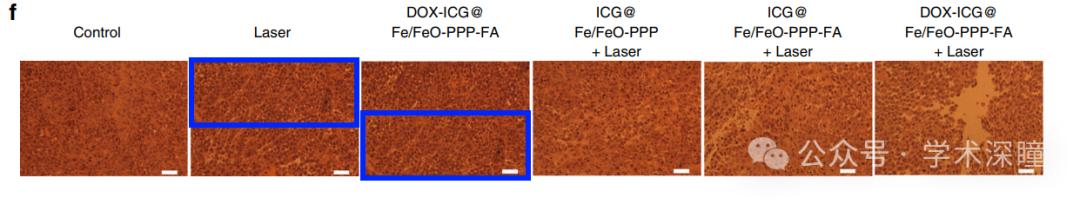 f
Control
Laser
DOX-ICG@
Fe/FeO-PPP-FA
ICG@
Fe/FeO-PPP
+ Laser
ICG@
Fe/FeO-PPP-FA
+ Laser
DOX-ICG@
Fe/FeO-PPP-FA
+ Laser
公众号 · 学术深瞳